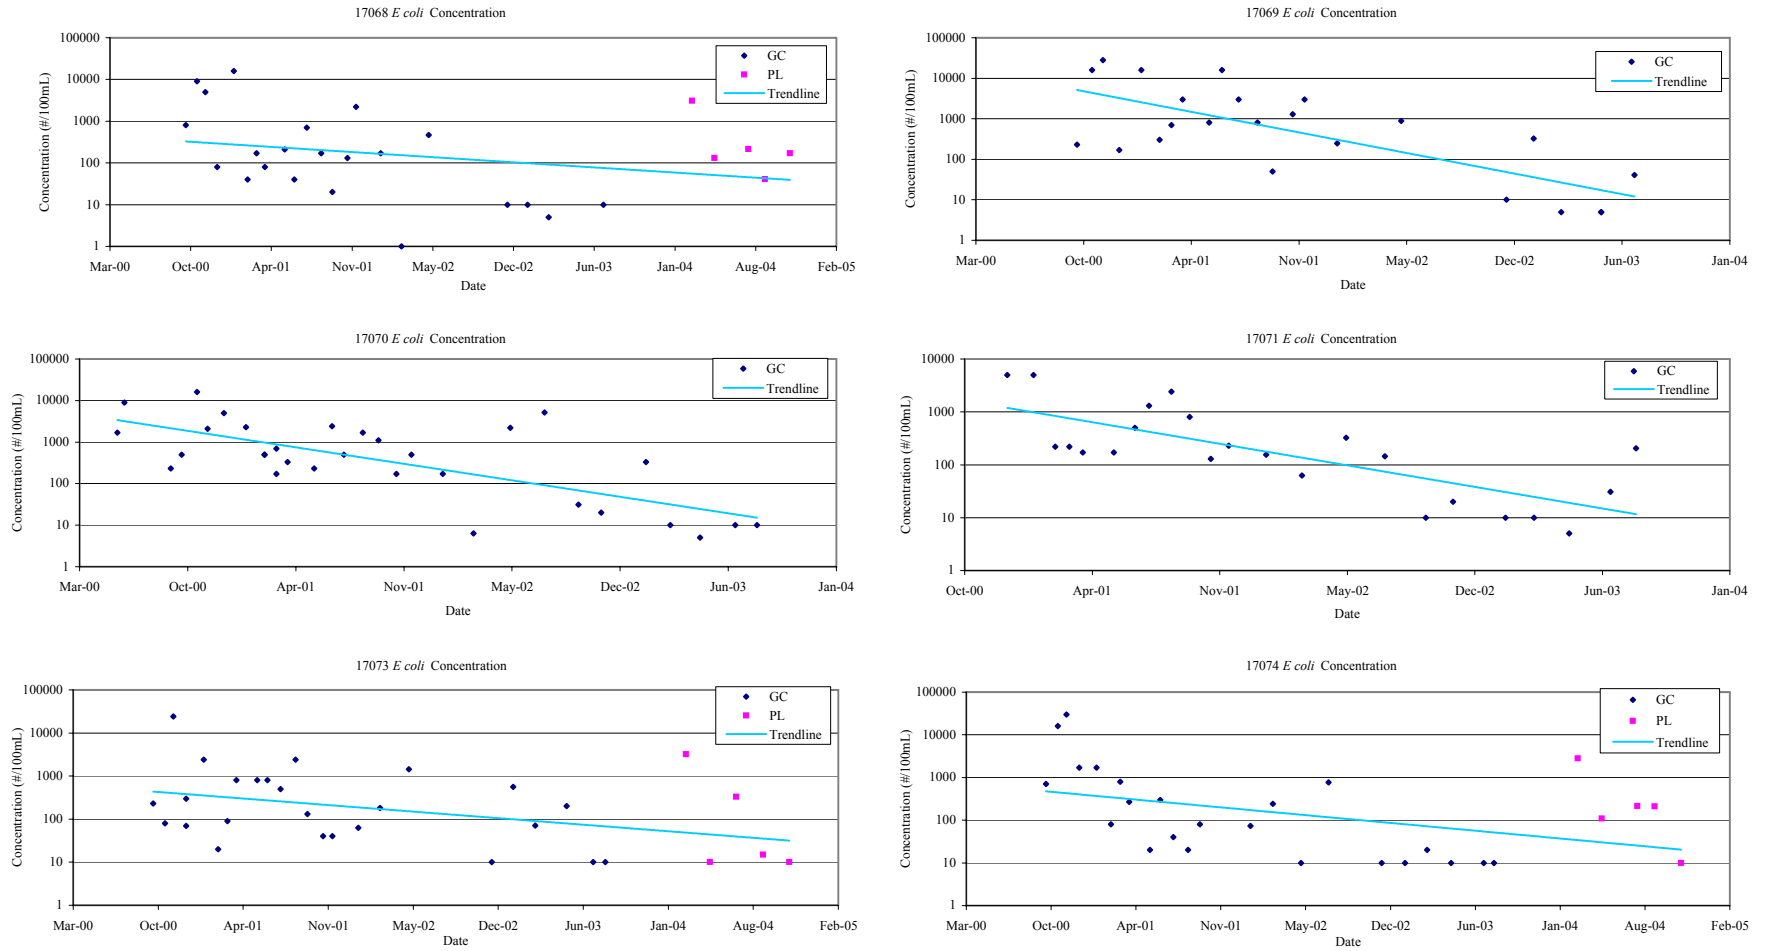 17068 E coli Concentration
Concentration (#/100mL)
100000
10000
1000
100
10
1
GC
PL
Trendline
Mar-00 Oct-00 Apr-01 Nov-01 May-02 Dec-02 Jun-03 Jan-04 Aug-04 Feb-05
Date
17069 E coli Concentration
Concentration (#/100mL)
100000
10000
1000
100
10
1
GC
Trendline
Mar-00 Oct-00 Apr-01 Nov-01 May-02 Dec-02 Jun-03 Jan-04
Date
17070 E coli Concentration
Concentration (#/100mL)
100000
10000
1000
100
10
1
GC
Trendline
Mar-00 Oct-00 Apr-01 Nov-01 May-02 Dec-02 Jun-03 Jan-04
Date
17071 E coli Concentration
Concentration (#/100mL)
10000
1000
100
10
1
GC
Trendline
Oct-00 Apr-01 Nov-01 May-02 Dec-02 Jun-03 Jan-04
Date
17073 E coli Concentration
Concentration (#/100mL)
100000
10000
1000
100
10
1
GC
PL
Trendline
Mar-00 Oct-00 Apr-01 Nov-01 May-02 Dec-02 Jun-03 Jan-04 Aug-04 Feb-05
Date
17074 E coli Concentration
Concentration (#/100mL)
100000
10000
1000
100
10
1
GC
PL
Trendline
Mar-00 Oct-00 Apr-01 Nov-01 May-02 Dec-02 Jun-03 Jan-04 Aug-04 Feb-05
Date